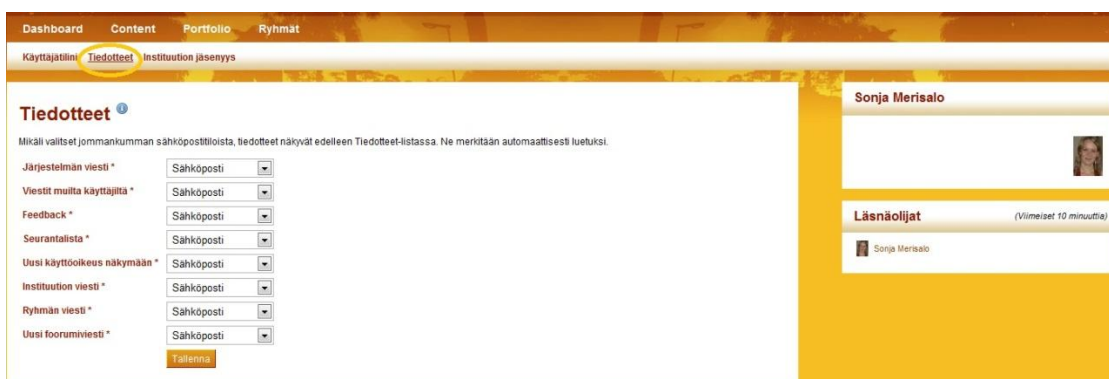 Dashboard Content Portfolio Ryhmät
Käyttäjätilini Tiedotteet Instituution jäsenyys
Tiedotteet
Mikäli valitset jommankumman sähköpostitiloista, tiedotteet näkyvät edelleen Tiedotteet-listassa. Ne merkitään automaattisesti luetuksi.
Järjestelmän viesti * Sähköposti
Viestit muilta käyttäjiltä * Sähköposti
Feedback * Sähköposti
Seurantalista * Sähköposti
Uusi käyttöoikeus näkymään * Sähköposti
Instituution viesti * Sähköposti
Ryhmän viesti * Sähköposti
Uusi foorumiviesti * Sähköposti
Tallenna
Sonja Merisalo
Läsnäolijat (Viimeiset 10 minuuttia)
Sonja Merisalo